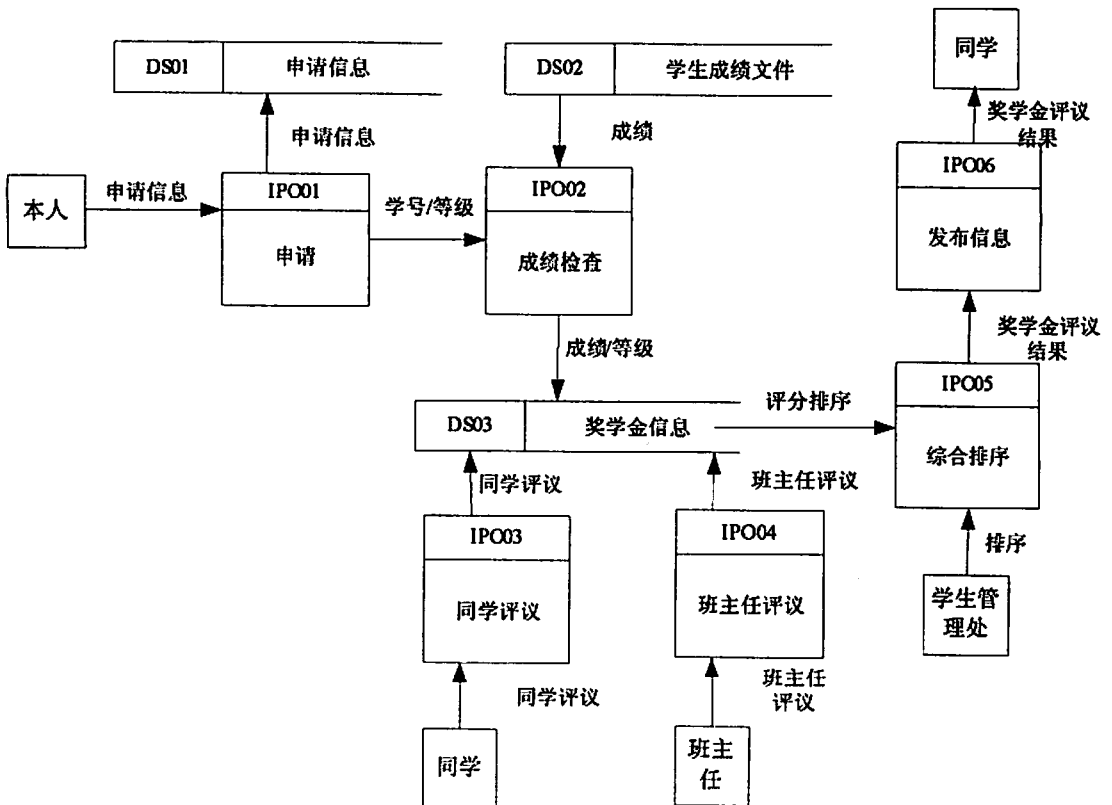 DS01
申请信息
DS02
学生成绩文件
同学
申请信息
成绩
奖学金评议
结果
本人
申请信息
IPO01
申请
学号/等级
IPO02
成绩检查
IPO06
发布信息
成绩/等级
奖学金评议
结果
DS03
奖学金信息
评分排序
IPO05
综合排序
同学评议
班主任评议
IPO03
同学评议
IPO04
班主任评议
排序
学生管
理处
同学评议
班主任
评议
同学
班主
任